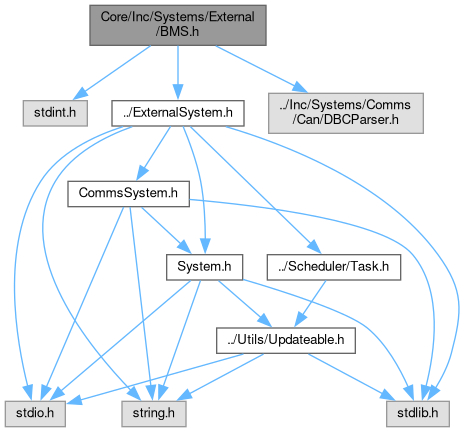 Core/Inc/Systems/External
/BMS.h
stdint.h
../ExternalSystem.h
../Inc/Systems/Comms
/Can/DBCParser.h
CommsSystem.h
System.h
../Scheduler/Task.h
../Utils/Updateable.h
stdio.h
string.h
stdlib.h